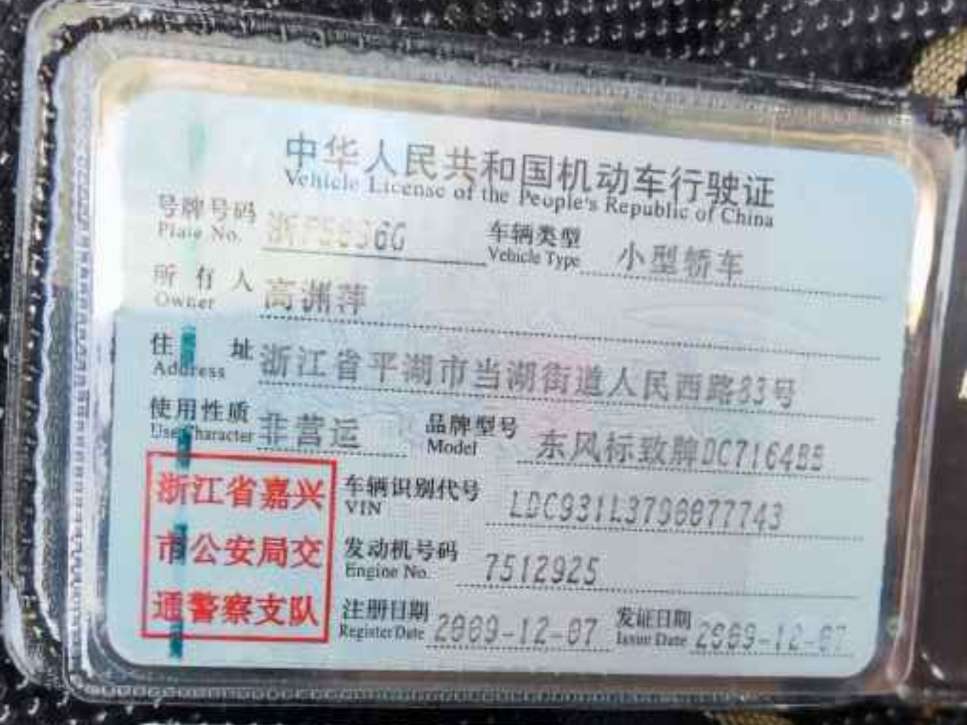 中华人民共和国机动车行驶证
Vehicle License of the People's Republic of China
号牌号码 车辆类型 小型轿车
Plate No. Vehicle Type
所有人 高渊萍
Owner
住址 浙江省平湖市当湖街道人民西路83号
Address
使用性质 非营运 品牌型号 东风标致牌DC7164BB
Use Character Model
浙江省嘉兴
市公安局交
通警察支队
车辆识别代号
VIN
发动机号码 7512925
Engine No.
注册日期 2009-12-07 发证日期 2009-12-07
Register Date Issue Date